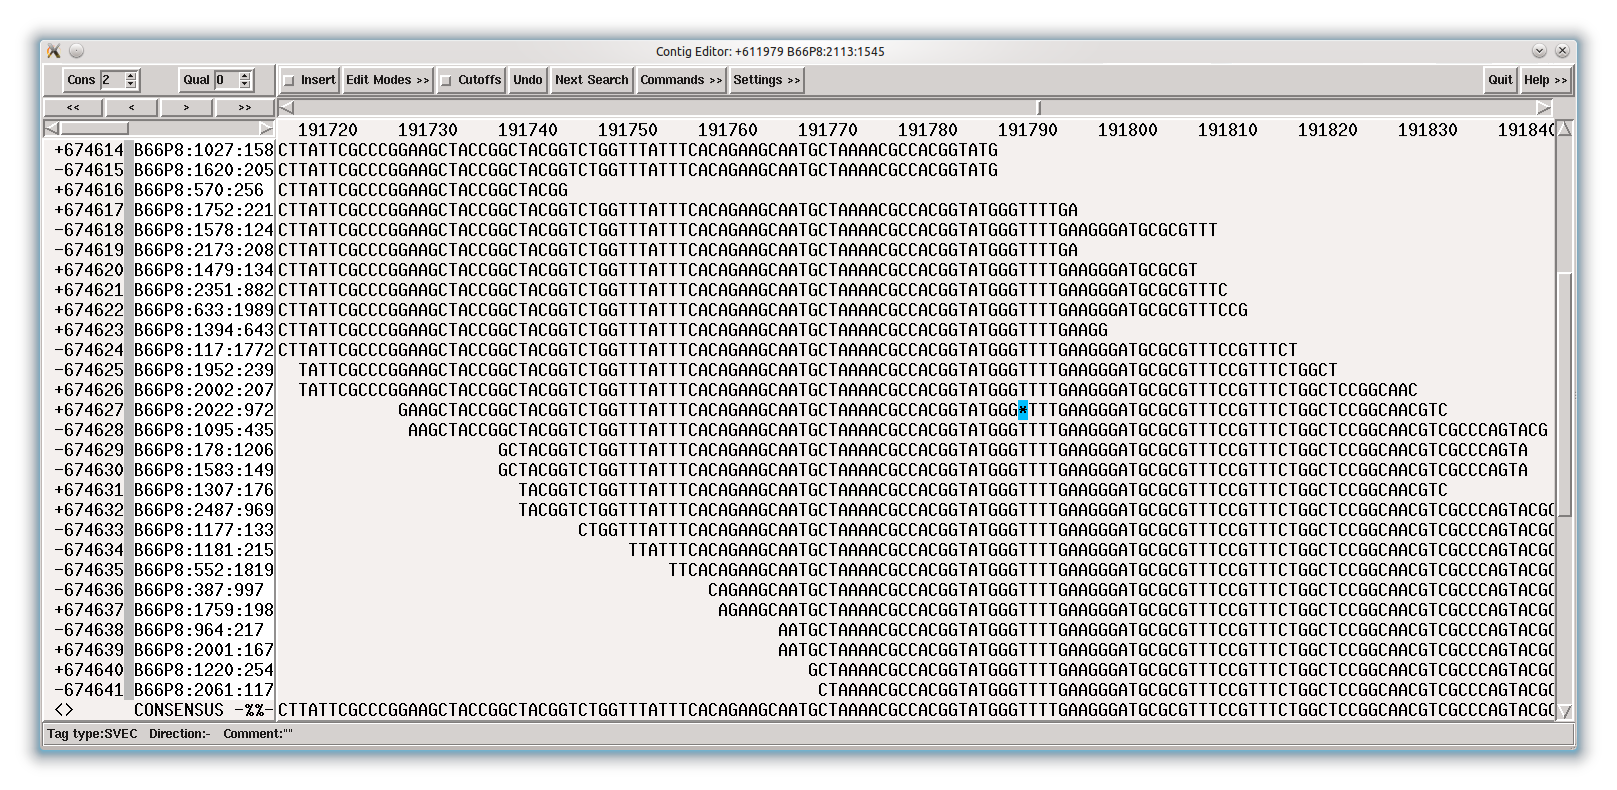 Contig Editor: +611979 B66P8:2113:1545
Cons 2 Qual 0 Insert Edit Modes >> Cutoffs Undo Next Search Commands >> Settings >> Quit Help >>
<< < > >>
191720 191730 191740 191750 191760 191770 191780 191790 191800 191810 191820 191830 191840
+674614 B66P8:1027:158 CTTATTCGCCCGGAAGCTACCGGCTACGGTCTGGTTTATTTCACAGAAGCAATGCTAAAACGCCACGGTATG
-674615 B66P8:1620:205 CTTATTCGCCCGGAAGCTACCGGCTACGGTCTGGTTTATTTCACAGAAGCAATGCTAAAACGCCACGGTATG
+674616 B66P8:570:256 CTTATTCGCCCGGAAGCTACCGGCTACGG
+674617 B66P8:1752:221 CTTATTCGCCCGGAAGCTACCGGCTACGGTCTGGTTTATTTCACAGAAGCAATGCTAAAACGCCACGGTATGGGTTTTGA
-674618 B66P8:1578:124 CTTATTCGCCCGGAAGCTACCGGCTACGGTCTGGTTTATTTCACAGAAGCAATGCTAAAACGCCACGGTATGGGTTTTGAAGGGATGCGCGTTT
-674619 B66P8:2173:208 CTTATTCGCCCGGAAGCTACCGGCTACGGTCTGGTTTATTTCACAGAAGCAATGCTAAAACGCCACGGTATGGGTTTTGA
+674620 B66P8:1479:134 CTTATTCGCCCGGAAGCTACCGGCTACGGTCTGGTTTATTTCACAGAAGCAATGCTAAAACGCCACGGTATGGGTTTTGAAGGGATGCGCGT
+674621 B66P8:2351:882 CTTATTCGCCCGGAAGCTACCGGCTACGGTCTGGTTTATTTCACAGAAGCAATGCTAAAACGCCACGGTATGGGTTTTGAAGGGATGCGCGTTTC
+674622 B66P8:633:1989 CTTATTCGCCCGGAAGCTACCGGCTACGGTCTGGTTTATTTCACAGAAGCAATGCTAAAACGCCACGGTATGGGTTTTGAAGGGATGCGCGTTTCCG
+674623 B66P8:1394:643 CTTATTCGCCCGGAAGCTACCGGCTACGGTCTGGTTTATTTCACAGAAGCAATGCTAAAACGCCACGGTATGGGTTTTGAAGG
-674624 B66P8:117:1772 CTTATTCGCCCGGAAGCTACCGGCTACGGTCTGGTTTATTTCACAGAAGCAATGCTAAAACGCCACGGTATGGGTTTTGAAGGGATGCGCGTTTCCGTTTCT
-674625 B66P8:1952:239 TATTCGCCCGGAAGCTACCGGCTACGGTCTGGTTTATTTCACAGAAGCAATGCTAAAACGCCACGGTATGGGTTTTGAAGGGATGCGCGTTTCCGTTTCTGGCT
+674626 B66P8:2002:207 TATTCGCCCGGAAGCTACCGGCTACGGTCTGGTTTATTTCACAGAAGCAATGCTAAAACGCCACGGTATGGGTTTTGAAGGGATGCGCGTTTCCGTTTCTGGCTCCGGCAAC
+674627 B66P8:2022:972 GAAGCTACCGGCTACGGTCTGGTTTATTTCACAGAAGCAATGCTAAAACGCCACGGTATGGG*TTTGAAGGGATGCGCGTTTCCGTTTCTGGCTCCGGCAACGTC
-674628 B66P8:1095:435 AAGCTACCGGCTACGGTCTGGTTTATTTCACAGAAGCAATGCTAAAACGCCACGGTATGGGTTTTGAAGGGATGCGCGTTTCCGTTTCTGGCTCCGGCAACGTCGCCCAGTACG
-674629 B66P8:178:1206 GCTACGGTCTGGTTTATTTCACAGAAGCAATGCTAAAACGCCACGGTATGGGTTTTGAAGGGATGCGCGTTTCCGTTTCTGGCTCCGGCAACGTCGCCCAGTA
-674630 B66P8:1583:149 GCTACGGTCTGGTTTATTTCACAGAAGCAATGCTAAAACGCCACGGTATGGGTTTTGAAGGGATGCGCGTTTCCGTTTCTGGCTCCGGCAACGTCGCCCAGTA
+674631 B66P8:1307:176 TACGGTCTGGTTTATTTCACAGAAGCAATGCTAAAACGCCACGGTATGGGTTTTGAAGGGATGCGCGTTTCCGTTTCTGGCTCCGGCAACGTC
+674632 B66P8:2487:969 TACGGTCTGGTTTATTTCACAGAAGCAATGCTAAAACGCCACGGTATGGGTTTTGAAGGGATGCGCGTTTCCGTTTCTGGCTCCGGCAACGTCGCCCAGTACGC
-674633 B66P8:1177:133 CTGGTTTATTTCACAGAAGCAATGCTAAAACGCCACGGTATGGGTTTTGAAGGGATGCGCGTTTCCGTTTCTGGCTCCGGCAACGTCGCCCAGTACGC
-674634 B66P8:1181:215 TTATTTCACAGAAGCAATGCTAAAACGCCACGGTATGGGTTTTGAAGGGATGCGCGTTTCCGTTTCTGGCTCCGGCAACGTCGCCCAGTACGC
-674635 B66P8:552:1819 TTCACAGAAGCAATGCTAAAACGCCACGGTATGGGTTTTGAAGGGATGCGCGTTTCCGTTTCTGGCTCCGGCAACGTCGCCCAGTACGC
-674636 B66P8:387:997 CAGAAGCAATGCTAAAACGCCACGGTATGGGTTTTGAAGGGATGCGCGTTTCCGTTTCTGGCTCCGGCAACGTCGCCCAGTACGC
+674637 B66P8:1759:198 AGAAGCAATGCTAAAACGCCACGGTATGGGTTTTGAAGGGATGCGCGTTTCCGTTTCTGGCTCCGGCAACGTCGCCCAGTACGC
-674638 B66P8:964:217 AATGCTAAAACGCCACGGTATGGGTTTTGAAGGGATGCGCGTTTCCGTTTCTGGCTCCGGCAACGTCGCCCAGTACGC
+674639 B66P8:2001:167 AATGCTAAAACGCCACGGTATGGGTTTTGAAGGGATGCGCGTTTCCGTTTCTGGCTCCGGCAACGTCGCCCAGTACGC
+674640 B66P8:1220:254 GCTAAAACGCCACGGTATGGGTTTTGAAGGGATGCGCGTTTCCGTTTCTGGCTCCGGCAACGTCGCCCAGTACGC
-674641 B66P8:2061:117 CTAAAACGCCACGGTATGGGTTTTGAAGGGATGCGCGTTTCCGTTTCTGGCTCCGGCAACGTCGCCCAGTACGC
<> CONSENSUS -%%- CTTATTCGCCCGGAAGCTACCGGCTACGGTCTGGTTTATTTCACAGAAGCAATGCTAAAACGCCACGGTATGGGTTTTGAAGGGATGCGCGTTTCCGTTTCTGGCTCCGGCAACGTCGCCCAGTACGC
Tag type:SVEC Direction:- Comment:""